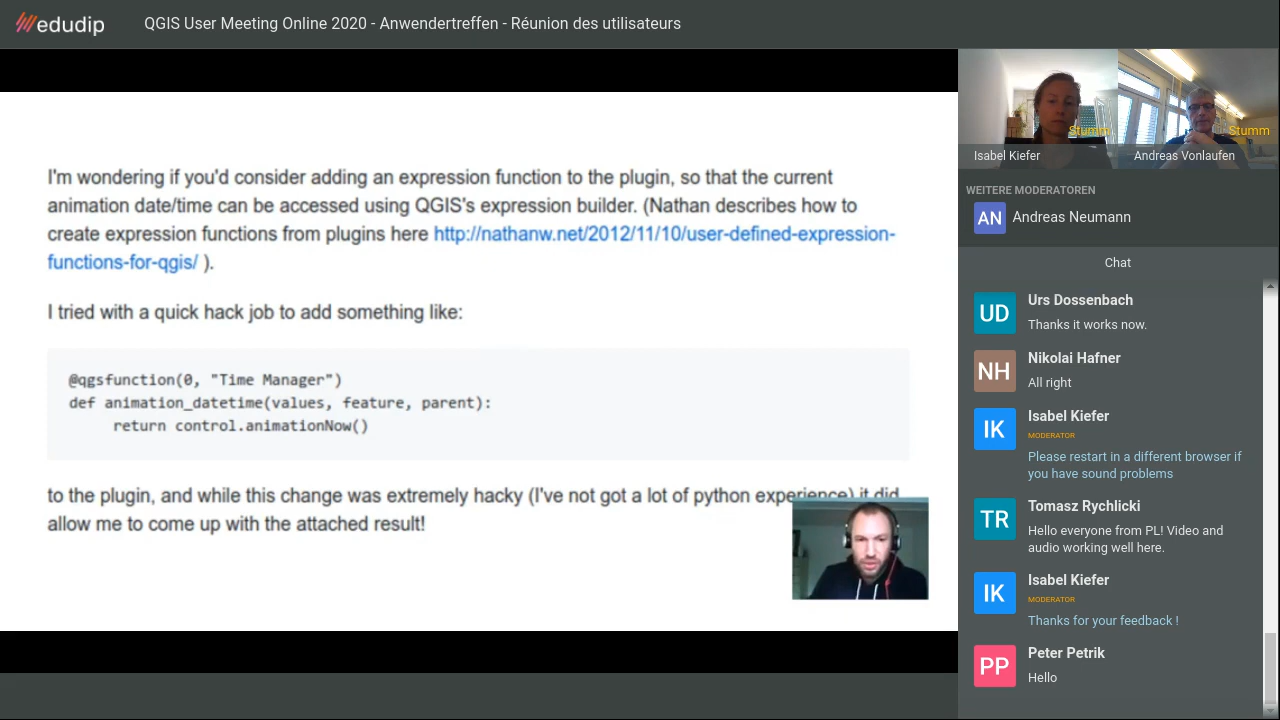 edudip
QGIS User Meeting Online 2020 - Anwendertreffen - Réunion des utilisateurs
I'm wondering if you'd consider adding an expression function to the plugin, so that the current
animation date/time can be accessed using QGIS's expression builder. (Nathan describes how to
create expression functions from plugins here http://nathanw.net/2012/11/10/user-defined-expression-
functions-for-qgis/ ).
I tried with a quick hack job to add something like:
@qgsfunction(0, "Time Manager")
def animation_datetime(values, feature, parent):
return control.animationNow()
to the plugin, and while this change was extremely hacky (I've not got a lot of python experience) it did
allow me to come up with the attached result!
Stumm
Stumm
Isabel Kiefer
Andreas Vonlaufen
WEITERE MODERATOREN
AN
Andreas Neumann
Chat
UD
Urs Dossenbach
Thanks it works now.
NH
Nikolai Hafner
All right
IK
Isabel Kiefer
MODERATOR
Please restart in a different browser if
you have sound problems
TR
Tomasz Rychlicki
Hello everyone from PL! Video and
audio working well here.
IK
Isabel Kiefer
MODERATOR
Thanks for your feedback !
PP
Peter Petrik
Hello